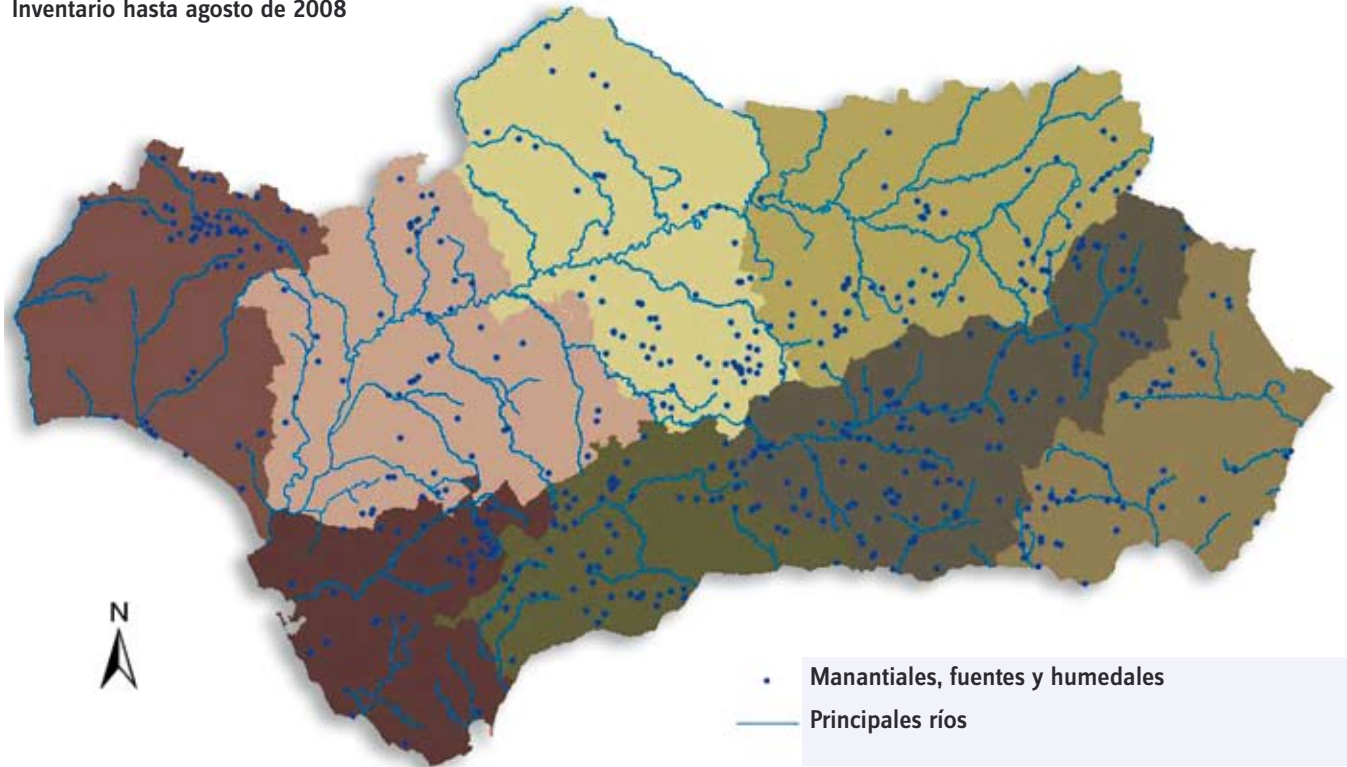 Inventario hasta agosto de 2008
N
Manantiales, fuentes y humedales
Principales ríos